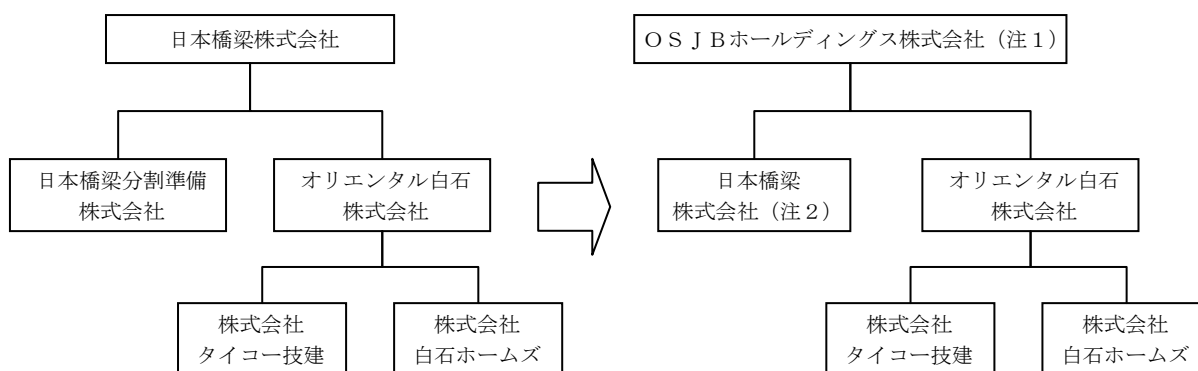 日本橋梁株式会社
日本橋梁分割準備
株式会社
オリエンタル白石
株式会社
株式会社
タイコー技建
株式会社
白石ホームズ
OSJBホールディングス株式会社(注1)
日本橋梁
株式会社(注2)
オリエンタル白石
株式会社
株式会社
タイコー技建
株式会社
白石ホームズ